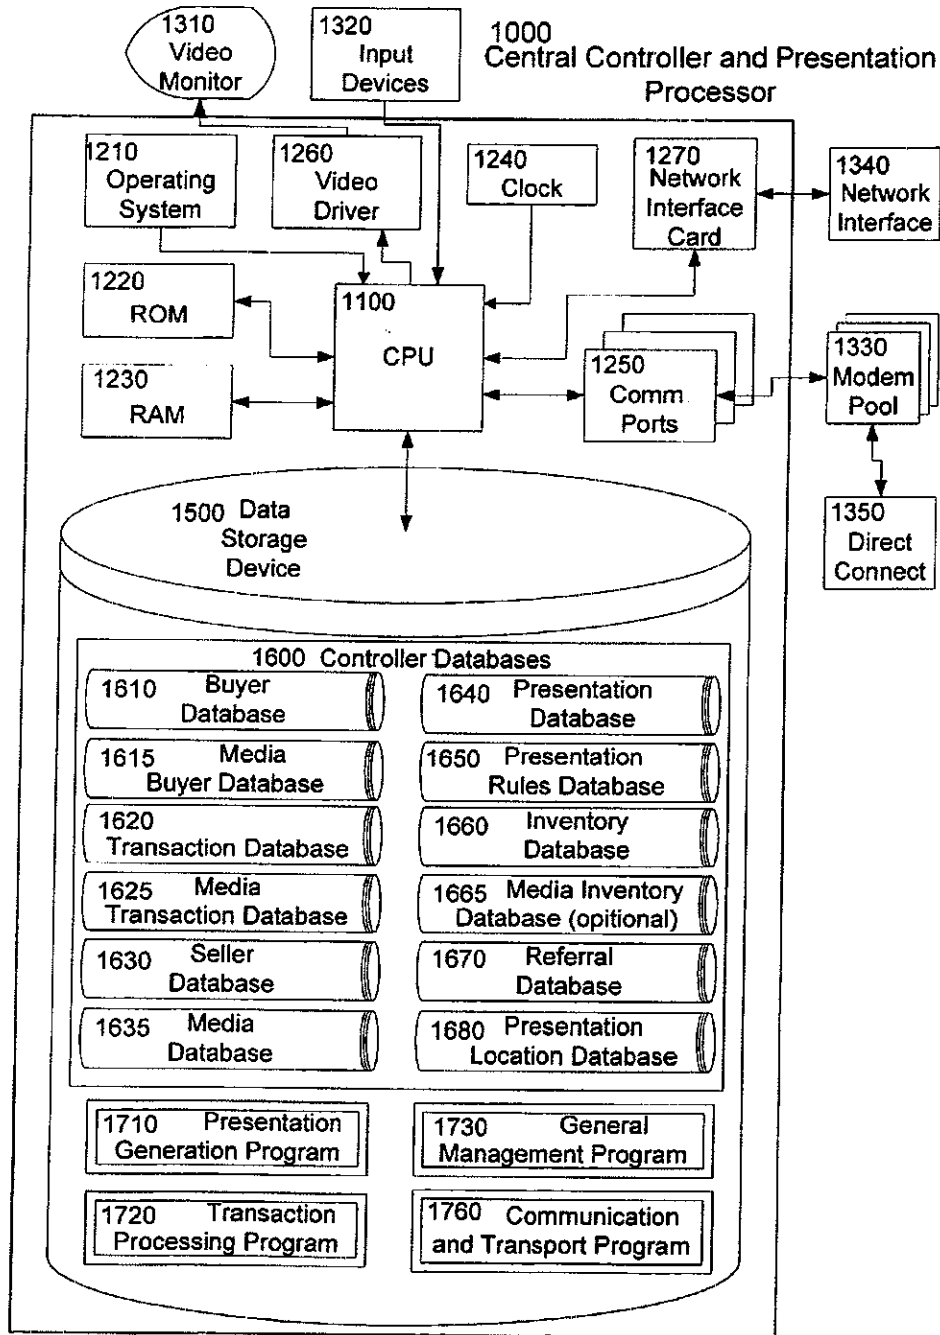 1310
Video
Monitor
1320
Input
Devices
1000
Central Controller and Presentation
Processor
1210
Operating
System
1260
Video
Driver
1240
Clock
1270
Network
Interface
Card
1340
Network
Interface
1220
ROM
1100
CPU
1230
RAM
1250
Comm
Ports
1330
Modem
Pool
1350
Direct
Connect
1500 Data
Storage
Device
1600 Controller Databases
1610 Buyer
Database
1640 Presentation
Database
1615 Media
Buyer Database
1650 Presentation
Rules Database
1620
Transaction Database
1660 Inventory
Database
1625 Media
Transaction Database
1665 Media Inventory
Database (opitional)
1630 Seller
Database
1670 Referral
Database
1635 Media
Database
1680 Presentation
Location Database
1710 Presentation
Generation Program
1730 General
Management Program
1720 Transaction
Processing Program
1760 Communication
and Transport Program